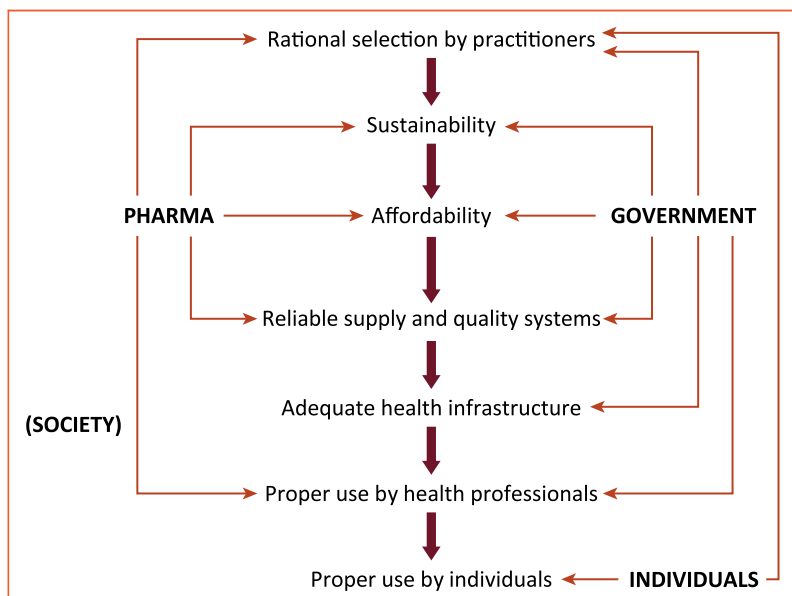 Rational selection by practitioners
Sustainability
PHARMA
Affordability
GOVERNMENT
Reliable supply and quality systems
Adequate health infrastructure
(SOCIETY)
Proper use by health professionals
Proper use by individuals
INDIVIDUALS